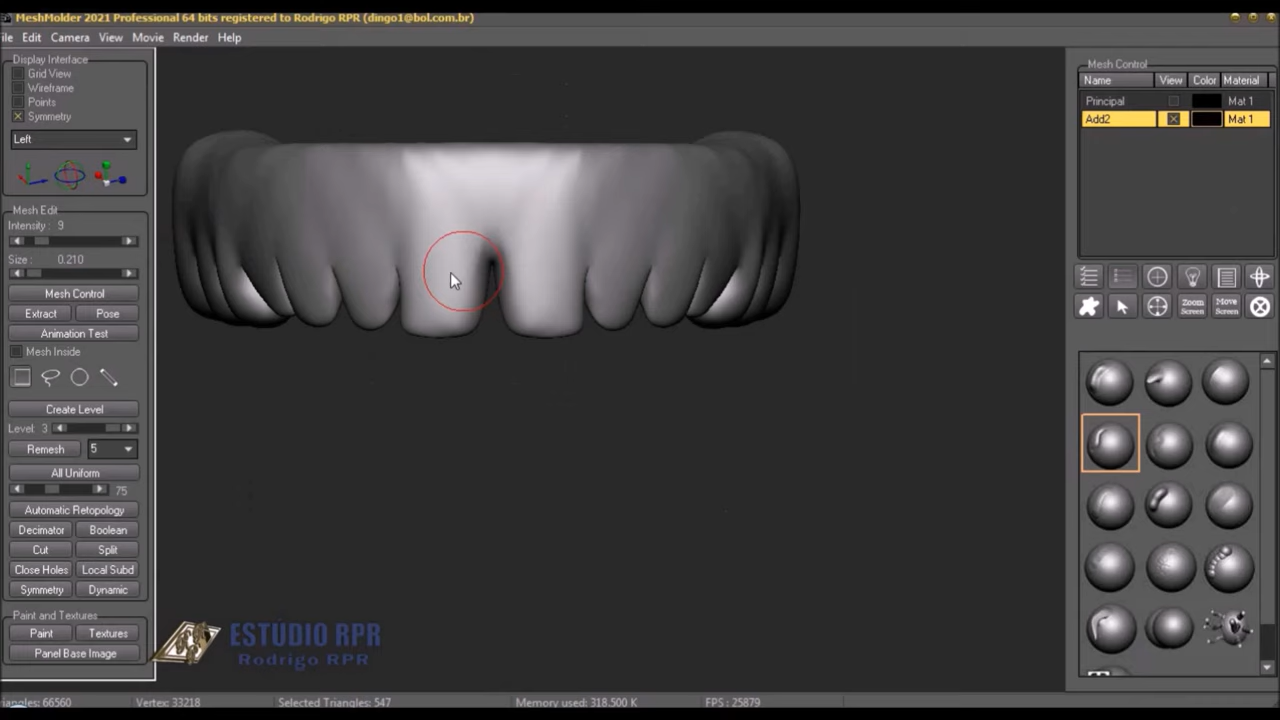 MeshMolder 2021 Professional 64 bits registered to Rodrigo RPR (dingo1@bol.com.br)
ile Edit Camera View Movie Render Help
Display Interface
Grid View
Wireframe
Points
Symmetry
Left
Mesh Edit
Intensity : 9
Size : 0.210
Mesh Control
Extract Pose
Animation Test
Mesh Inside
Create Level
Level: 3
Remesh 5
All Uniform
75
Automatic Retopology
Decimator Boolean
Cut Split
Close Holes Local Subd
Symmetry Dynamic
Paint and Textures
Paint Textures
Panel Base Image
ESTÚDIO RPR
Rodrigo RPR
Mesh Control
Name View Color Material
Principal Mat 1
Add2 Mat 1
Zoom Screen
Move Screen
iangles: 66560 Vertex: 33218 Selected Triangles: 547 Memory used: 318.500 K FPS : 25879